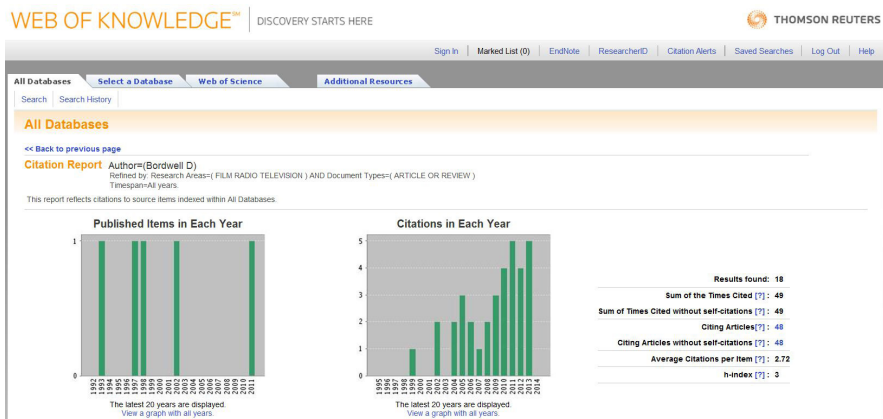 WEB OF KNOWLEDGE℠ DISCOVERY STARTS HERE THOMSON REUTERS
Sign In Marked List (0) EndNote ResearcherID Citation Alerts Saved Searches Log Out Help
All Databases Select a Database Web of Science Additional Resources
Search Search History
All Databases
<< Back to previous page
Citation Report Author=(Bordwell D)
Refined by: Research Areas=( FILM RADIO TELEVISION ) AND Document Types=( ARTICLE OR REVIEW )
Timespan=All years.
This report reflects citations to source items indexed within All Databases.
Published Items in Each Year
1
0
1992 1993 1994 1995 1996 1997 1998 1999 2000 2001 2002 2003 2004 2005 2006 2007 2008 2009 2010 2011
The latest 20 years are displayed.
View a graph with all years.
Citations in Each Year
5
4
3
2
1
0
1995 1996 1997 1998 1999 2000 2001 2002 2003 2004 2005 2006 2007 2008 2009 2010 2011 2012 2013 2014
The latest 20 years are displayed.
View a graph with all years.
Results found: 18
Sum of the Times Cited [?] : 49
Sum of Times Cited without self-citations [?] : 49
Citing Articles[?] : 48
Citing Articles without self-citations [?] : 48
Average Citations per Item [?] : 2.72
h-index [?] : 3